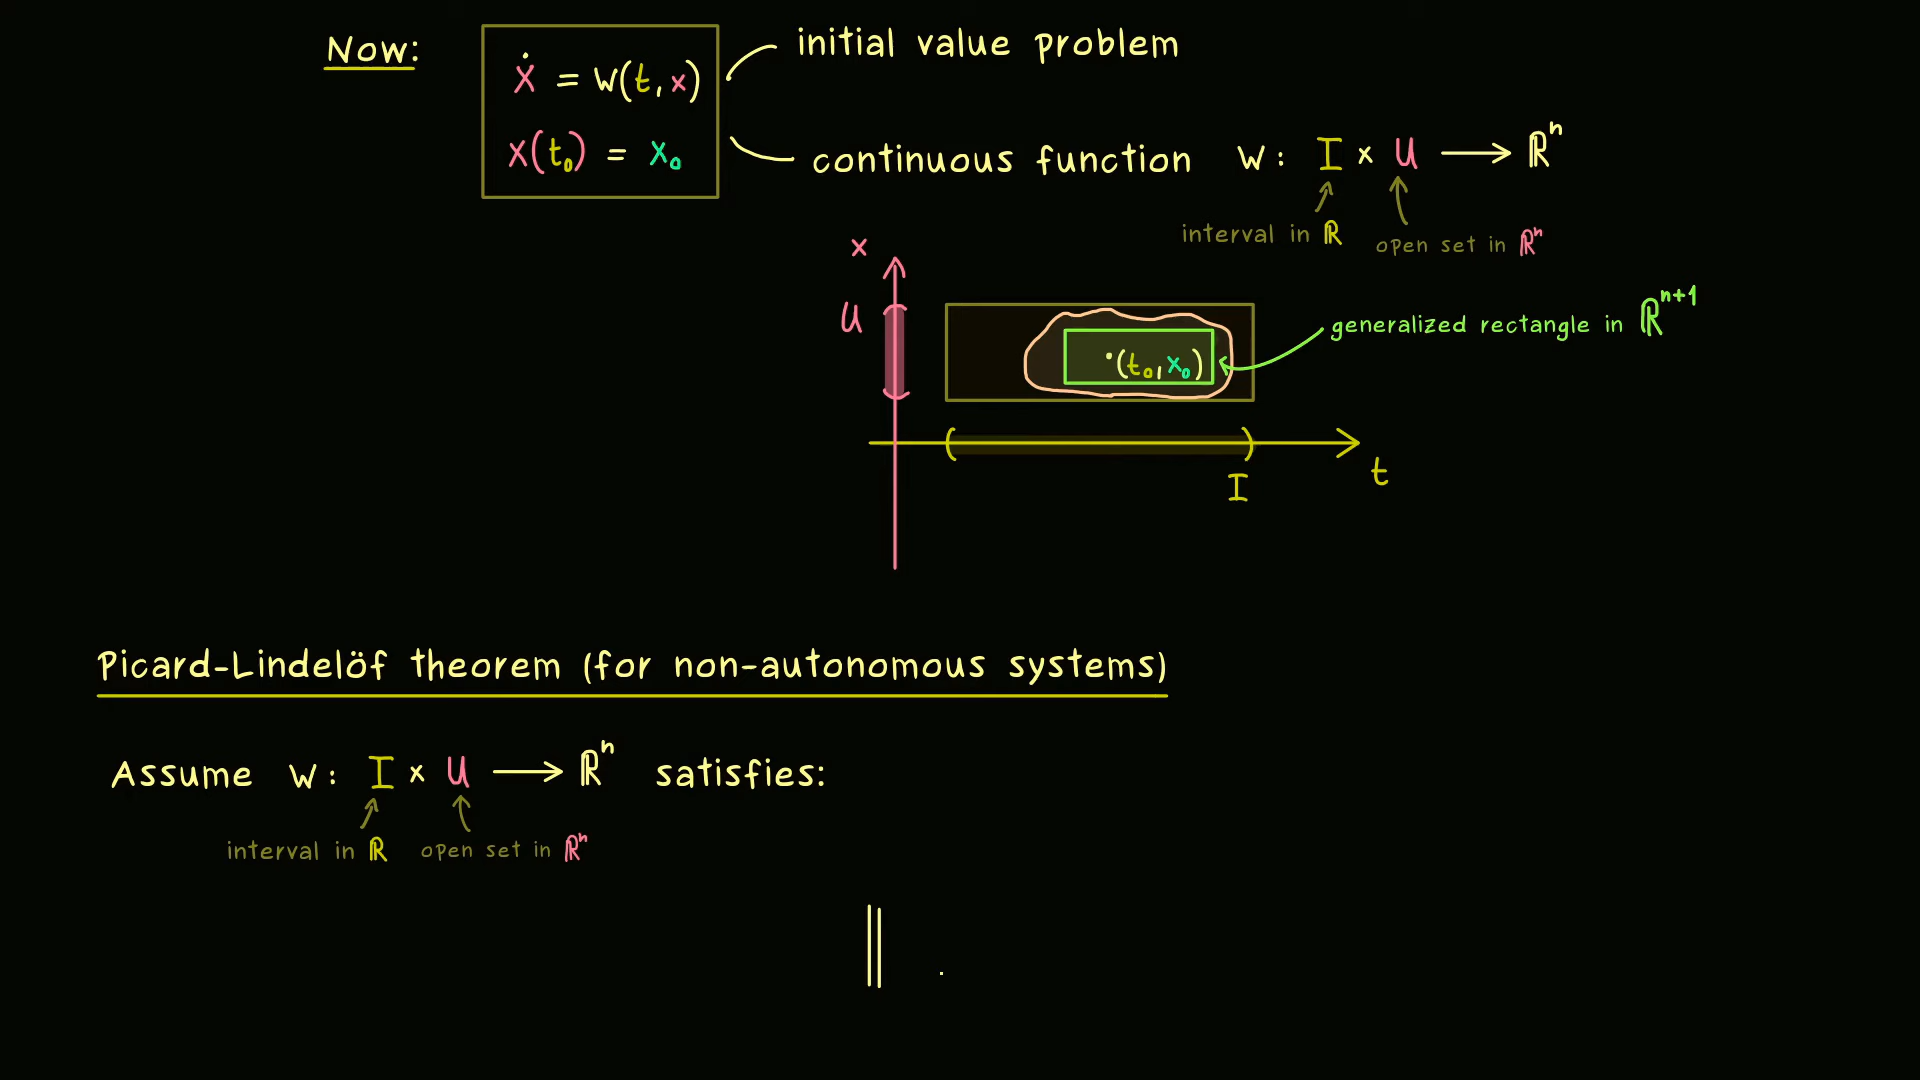 Now:
ẋ = w(t,x)
x(t₀) = x₀
initial value problem
continuous function w: I × U ⟶ ℝⁿ
interval in ℝ open set in ℝⁿ
x
U
generalized rectangle in ℝⁿ⁺¹
(t₀,x₀)
t
I
Picard-Lindelöf theorem (for non-autonomous systems)
Assume w: I × U ⟶ ℝⁿ satisfies:
interval in ℝ open set in ℝⁿ
‖